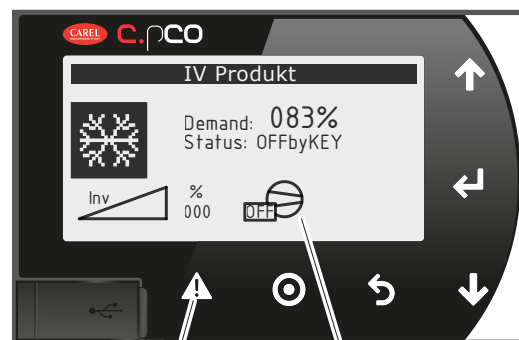 CAREL c.pCO
IV Produkt
Demand: 083%
Status: OFFbyKEY
Inv
%
000
OFF